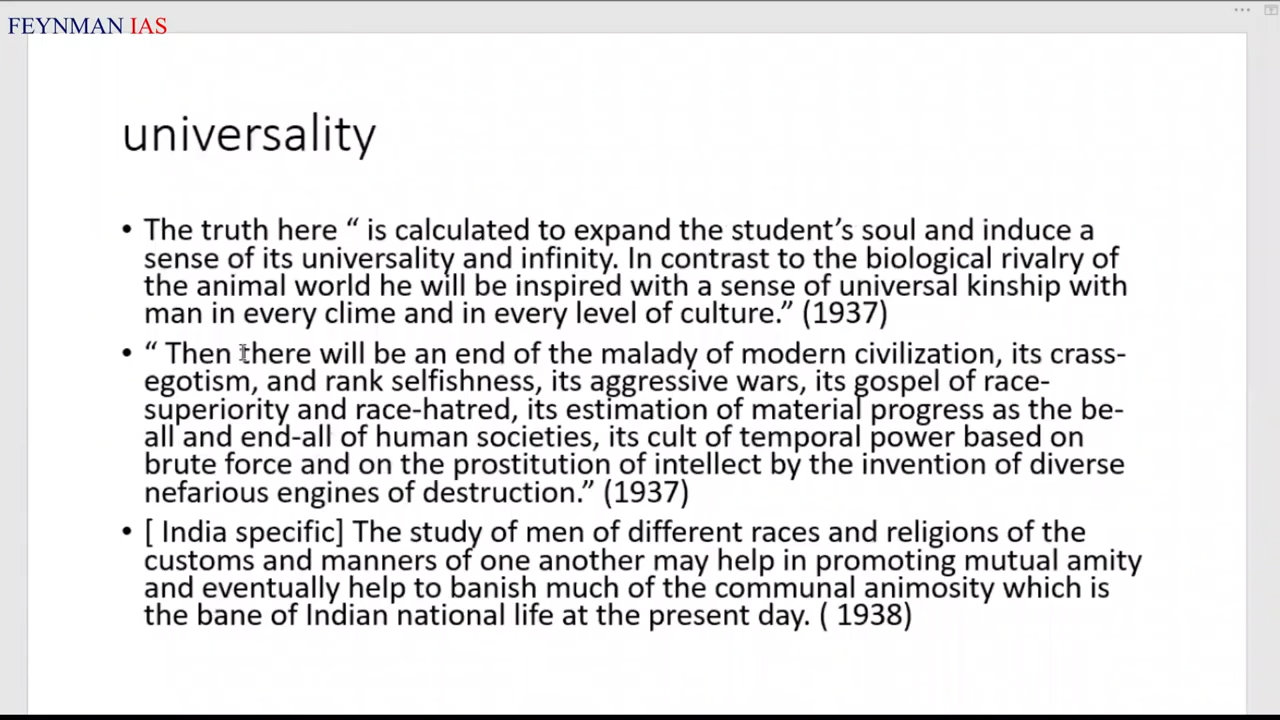 FEYNMAN IAS
universality
• The truth here “ is calculated to expand the student’s soul and induce a
sense of its universality and infinity. In contrast to the biological rivalry of
the animal world he will be inspired with a sense of universal kinship with
man in every clime and in every level of culture.” (1937)
• “ Then there will be an end of the malady of modern civilization, its crass-
egotism, and rank selfishness, its aggressive wars, its gospel of race-
superiority and race-hatred, its estimation of material progress as the be-
all and end-all of human societies, its cult of temporal power based on
brute force and on the prostitution of intellect by the invention of diverse
nefarious engines of destruction.” (1937)
• [ India specific] The study of men of different races and religions of the
customs and manners of one another may help in promoting mutual amity
and eventually help to banish much of the communal animosity which is
the bane of Indian national life at the present day. ( 1938)